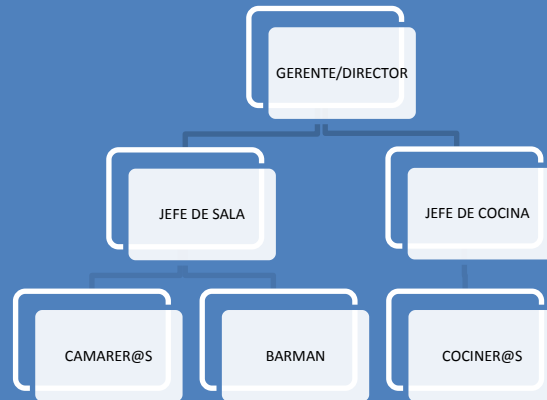 GERENTE/DIRECTOR
JEFE DE SALA
JEFE DE COCINA
CAMARER@S
BARMAN
COCINER@S